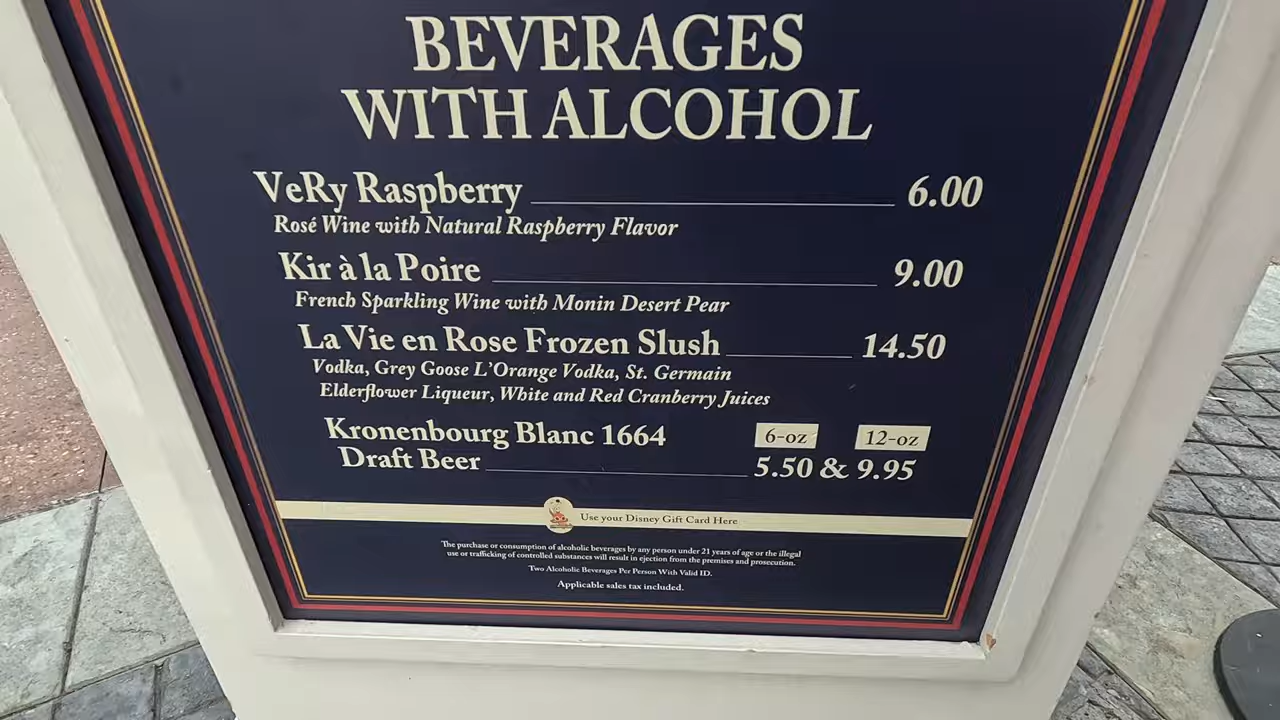 BEVERAGES
WITH ALCOHOL
VeRy Raspberry 6.00
Rosé Wine with Natural Raspberry Flavor
Kir à la Poire 9.00
French Sparkling Wine with Monin Desert Pear
La Vie en Rose Frozen Slush 14.50
Vodka, Grey Goose L'Orange Vodka, St. Germain
Elderflower Liqueur, White and Red Cranberry Juices
Kronenbourg Blanc 1664 6-oz 12-oz
Draft Beer 5.50 & 9.95
Use your Disney Gift Card Here
The purchase or consumption of alcoholic beverages by any person under 21 years of age or the illegal
use or trafficking of controlled substances will result in ejection from the premises and prosecution.
Two Alcoholic Beverages Per Person With Valid ID.
Applicable sales tax included.